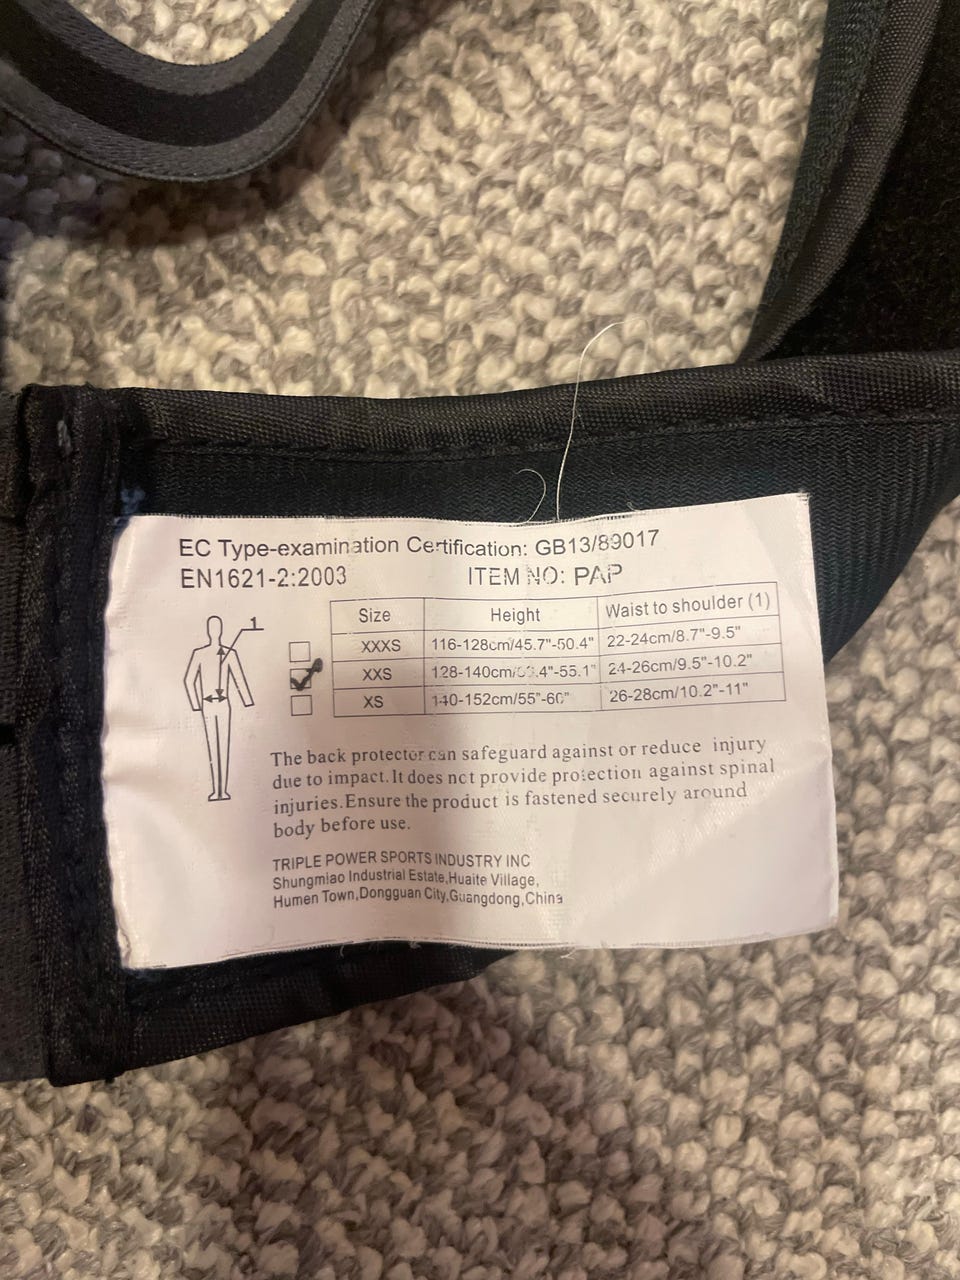 EC Type-examination Certification: GB13/89017
EN1621-2:2003 ITEM NO: PAP
1
Size Height Waist to shoulder (1)
XXXS 116-128cm/45.7"-50.4" 22-24cm/8.7"-9.5"
XXS 128-140cm/50.4"-55.1" 24-26cm/9.5"-10.2"
XS 140-152cm/55"-60" 26-28cm/10.2"-11"
The back protector can safeguard against or reduce injury
due to impact.It does not provide protection against spinal
injuries.Ensure the product is fastened securely around
body before use.
TRIPLE POWER SPORTS INDUSTRY INC
Shungmiao Industrial Estate,Huaite Village,
Humen Town,Dongguan City,Guangdong,China